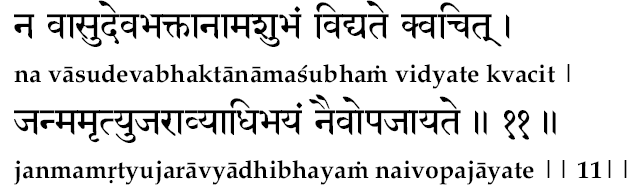 न वासुदेवभक्तानामशुभं विद्यते क्वचित् ।
na vāsudevabhaktānāmaśubhaṁ vidyate kvacit |
जन्ममृत्युजराव्याधिभयं नैवोपजायते ॥ ११ ॥
janmamṛtyujarāvyādhibhayaṁ naivopajāyate || 11||